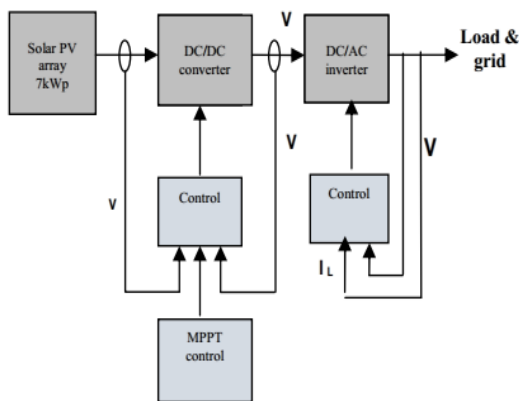 Solar PV
array
7kWp
DC/DC
converter
V
DC/AC
inverter
Load &
grid
V
V
v
Control
Control
I L
MPPT
control